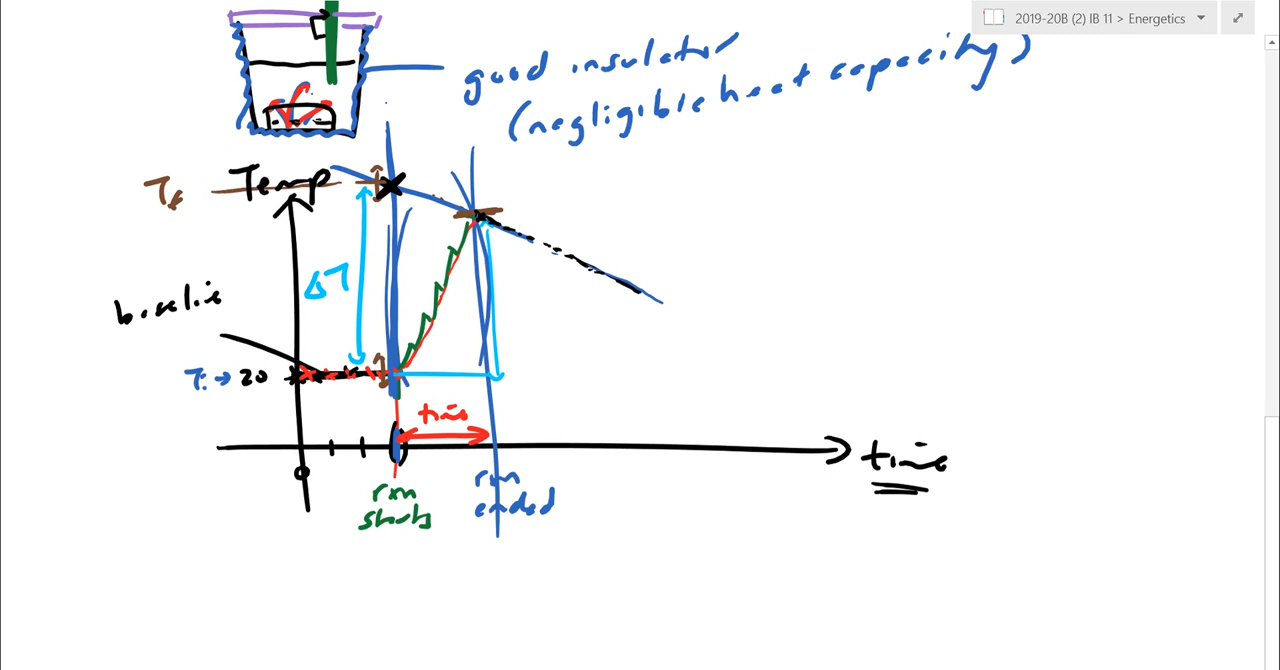 2019-20B (2) IB 11 > Energetics
good insulator
(negligible heat capacity)
Temp
Tf
ΔT
baseline
Ti → 20
time
time
0
rxn
starts
rxn
ended